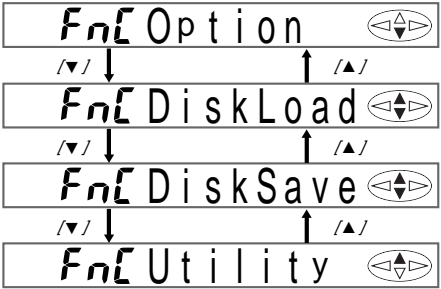 FnC Option
[▼] [▲]
FnC DiskLoad
[▼] [▲]
FnC DiskSave
[▼] [▲]
FnC Utility